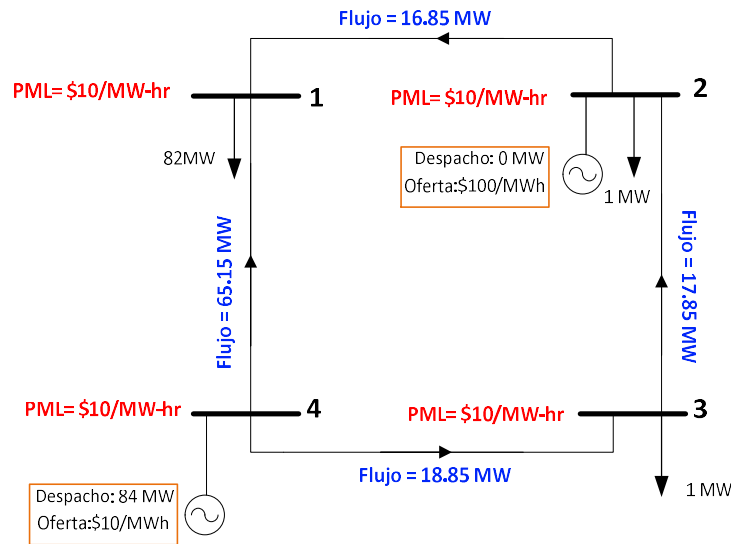 Flujo = 16.85 MW
PML= $10/MW-hr
1
PML= $10/MW-hr
2
82MW
Despacho: 0 MW
Oferta:$100/MWh
1 MW
Flujo = 65.15 MW
Flujo = 17.85 MW
PML= $10/MW-hr
4
PML= $10/MW-hr
3
Flujo = 18.85 MW
Despacho: 84 MW
Oferta:$10/MWh
1 MW